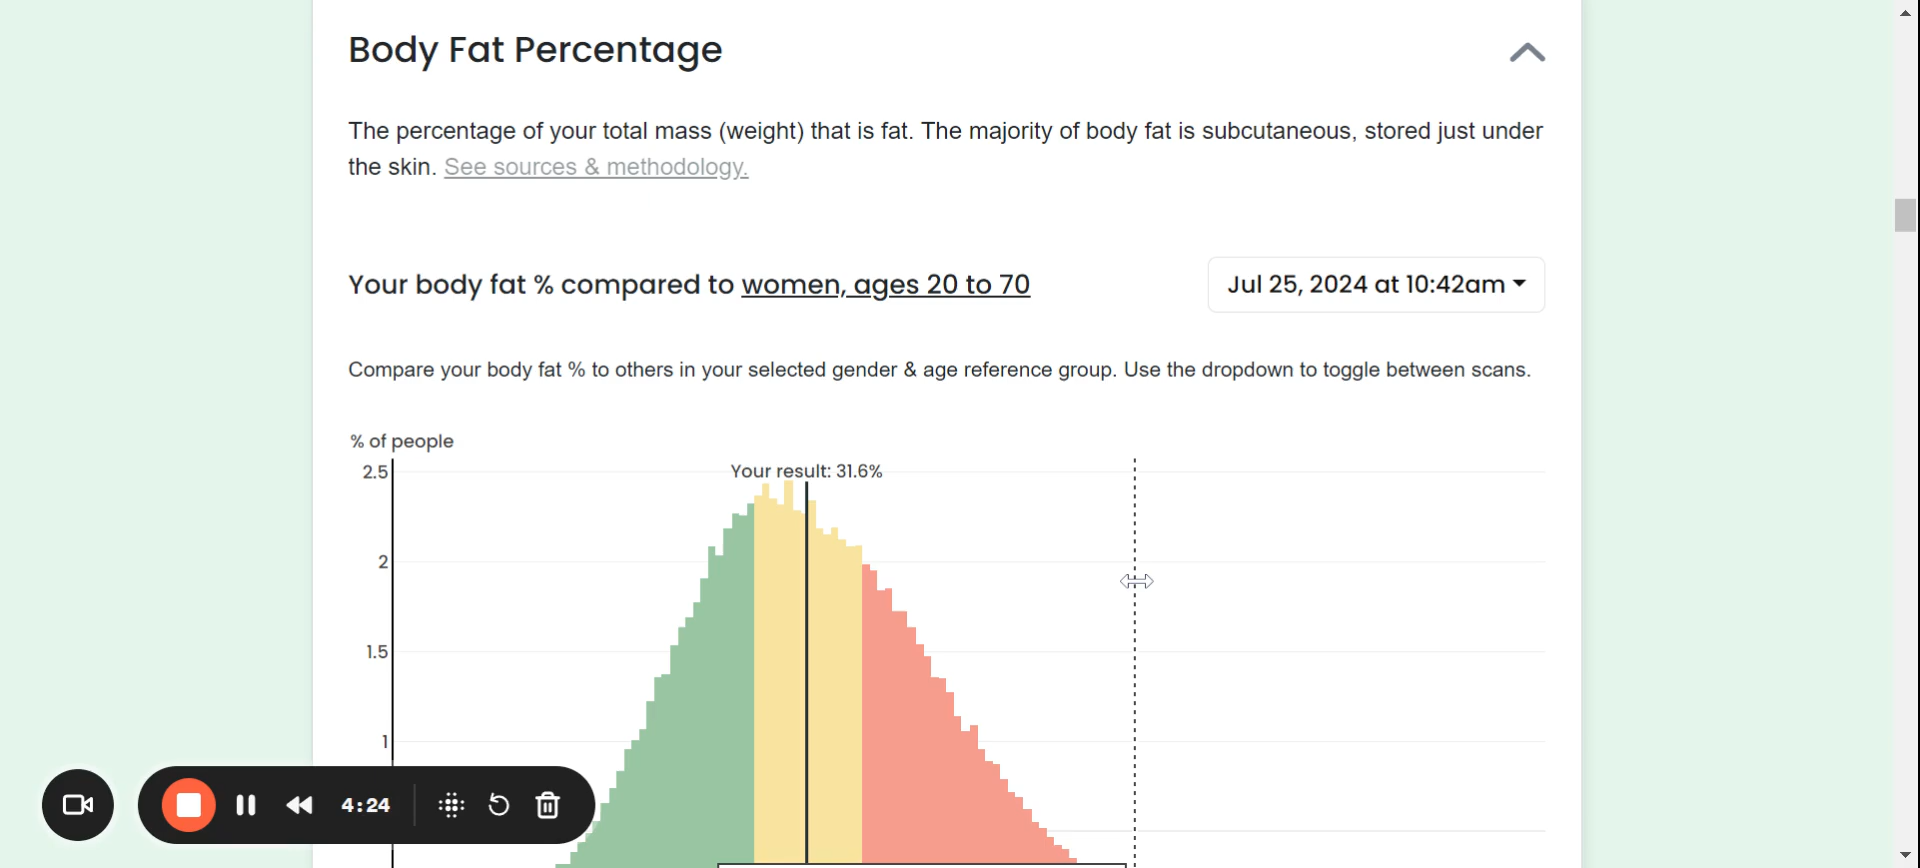 Body Fat Percentage
The percentage of your total mass (weight) that is fat. The majority of body fat is subcutaneous, stored just under
the skin. See sources & methodology.
Your body fat % compared to women, ages 20 to 70
Jul 25, 2024 at 10:42am
Compare your body fat % to others in your selected gender & age reference group. Use the dropdown to toggle between scans.
% of people
Your result: 31.6%
2.5
2
1.5
1
4:24